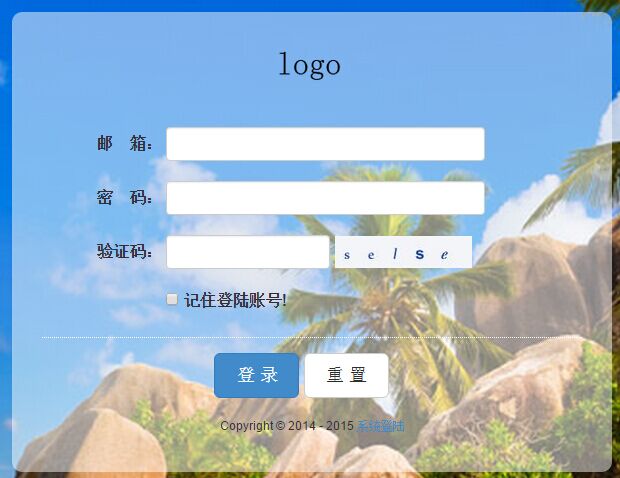 logo
邮 箱：
密 码：
验证码： selse
记住登陆账号!
登 录 重 置
Copyright © 2014 - 2015 系统登陆